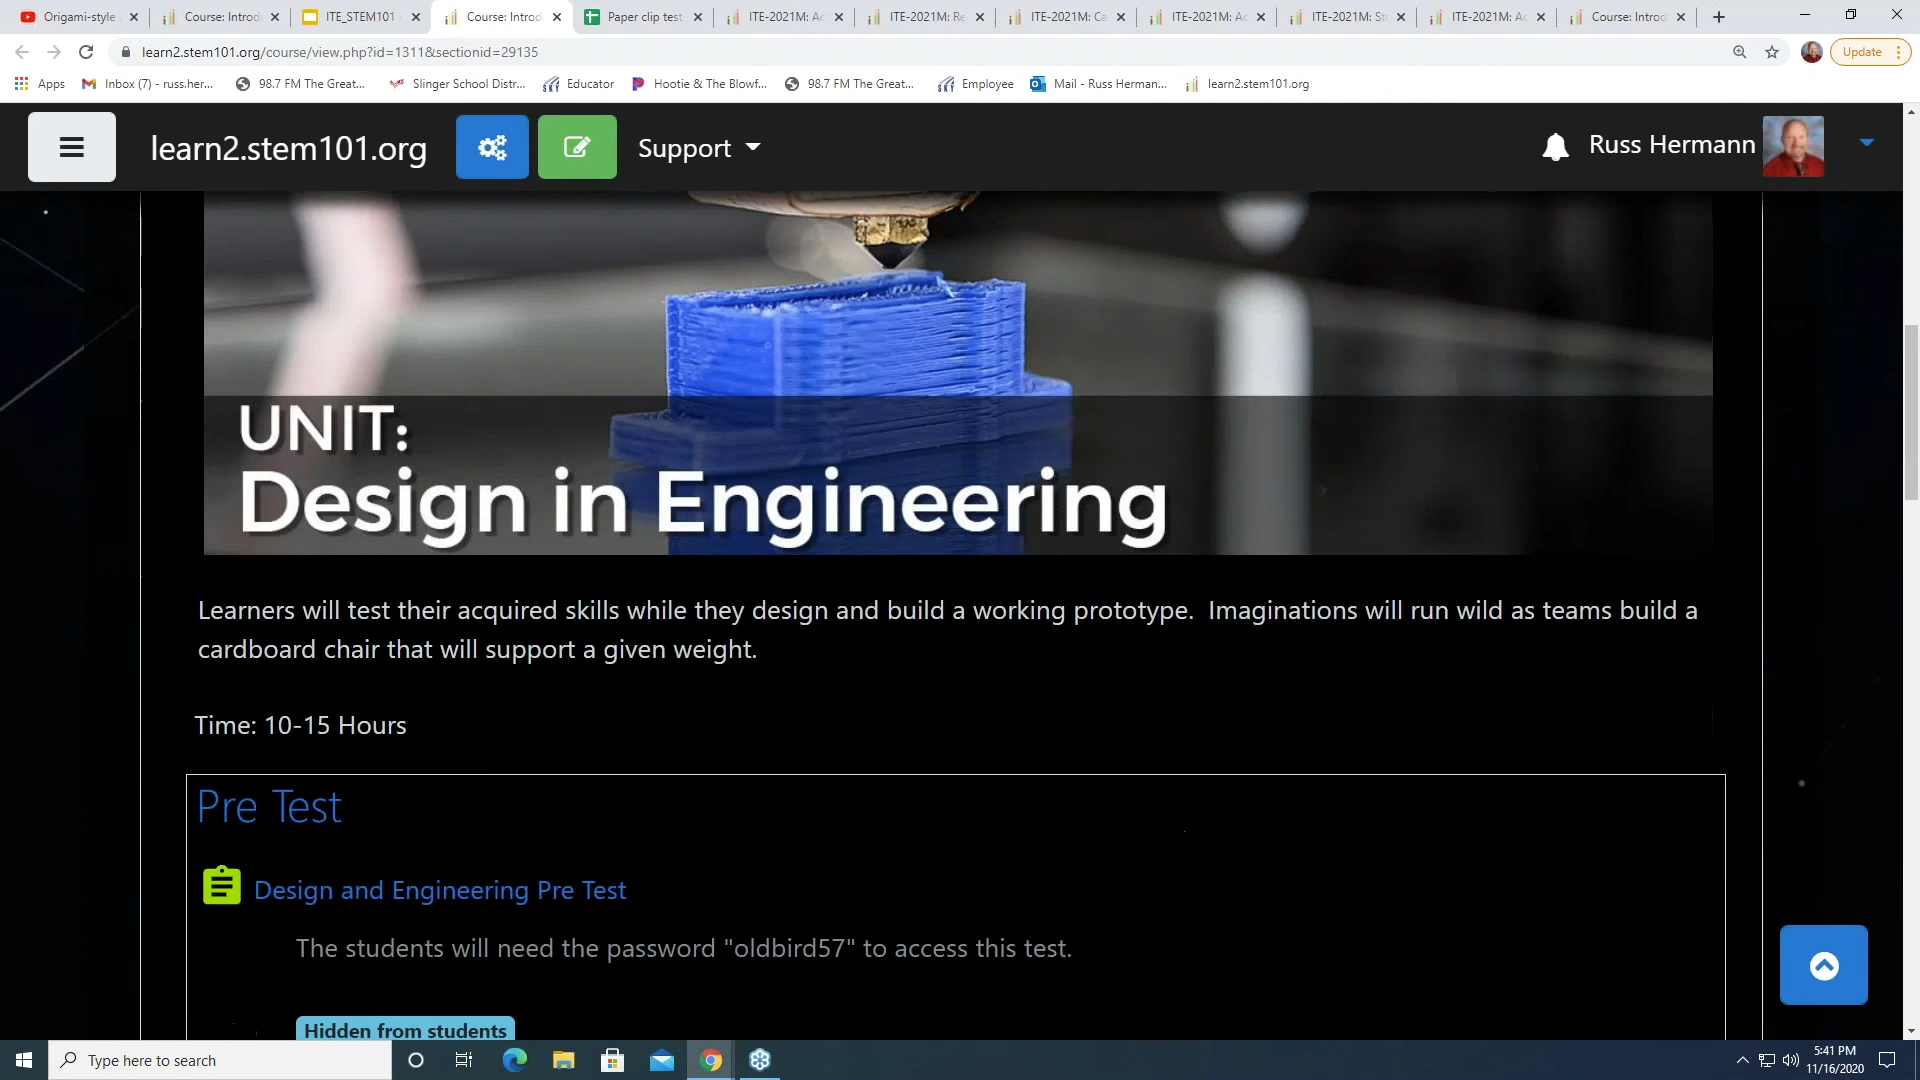 Origami-style
Course: Introd
ITE_STEM101
Course: Introd
Paper clip test
ITE-2021M: Ac
ITE-2021M: Re
ITE-2021M: Ca
ITE-2021M: Ac
ITE-2021M: St
ITE-2021M: Ac
Course: Introd
learn2.stem101.org/course/view.php?id=1311&sectionid=29135
Update
Apps
Inbox (7) - russ.her...
98.7 FM The Great...
Slinger School Distr...
Educator
Hootie & The Blowf...
98.7 FM The Great...
Employee
Mail - Russ Herman...
learn2.stem101.org
learn2.stem101.org
Support
Russ Hermann
UNIT:
Design in Engineering
Learners will test their acquired skills while they design and build a working prototype.  Imaginations will run wild as teams build a
cardboard chair that will support a given weight.
Time: 10-15 Hours
Pre Test
Design and Engineering Pre Test
The students will need the password "oldbird57" to access this test.
Hidden from students
Type here to search
5:41 PM
11/16/2020